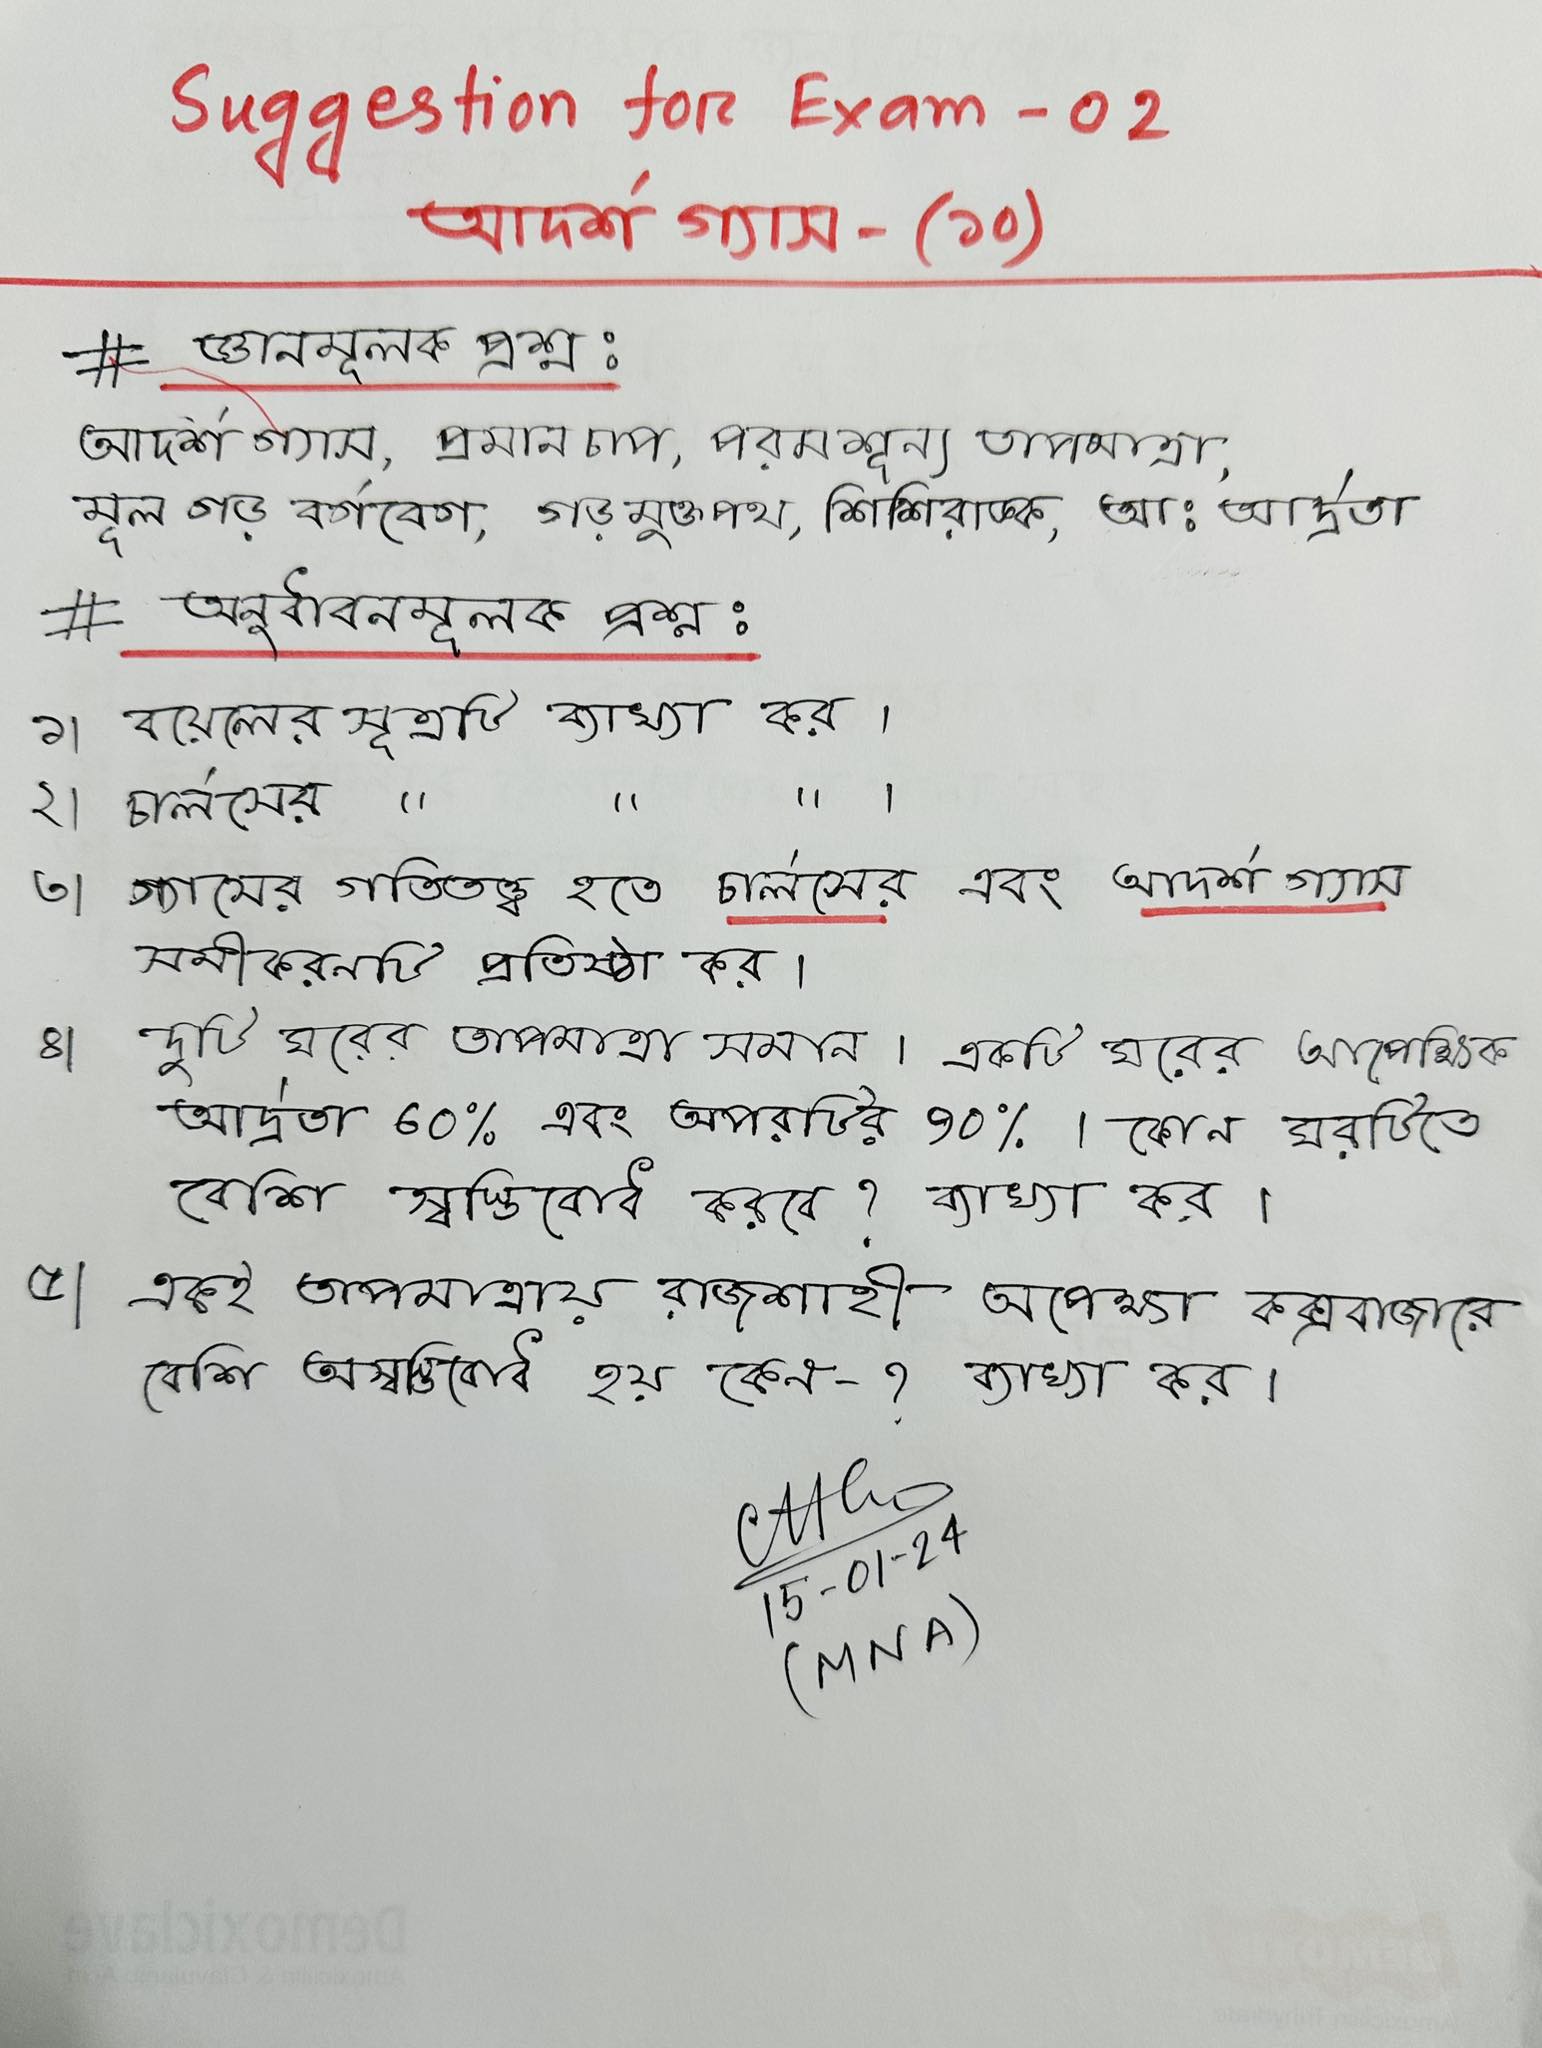 Suggestion for Exam - 02
আদর্শ গ্যাস - (১০)
# জ্ঞানমূলক প্রশ্ন :
আদর্শ গ্যাস, প্রমান চাপ, পরমশূন্য তাপমাত্রা,
মূল গড় বর্গবেগ, গড় মুক্তপথ, শিশিরাঙ্ক, আঃ আর্দ্রতা
# অনুধাবনমূলক প্রশ্ন :
১। বয়েলের সূত্রটি ব্যাখ্যা কর ।
২। চার্লসের " " " ।
৩। গ্যাসের গতিতত্ত্ব হতে চার্লসের এবং আদর্শ গ্যাস
সমীকরনটি প্রতিষ্ঠা কর ।
৪। দুটি ঘরের তাপমাত্রা সমান । একটি ঘরের আপেক্ষিক
আর্দ্রতা 60% এবং অপরটির 90% । কোন ঘরটিতে
বেশি স্বস্তিবোধ করবে ? ব্যাখ্যা কর ।
৫। একই তাপমাত্রায় রাজশাহী অপেক্ষা কক্সবাজারে
বেশি অস্বস্তিবোধ হয় কেন - ? ব্যাখ্যা কর ।
15-01-24
(MNA)
Demoxiclave